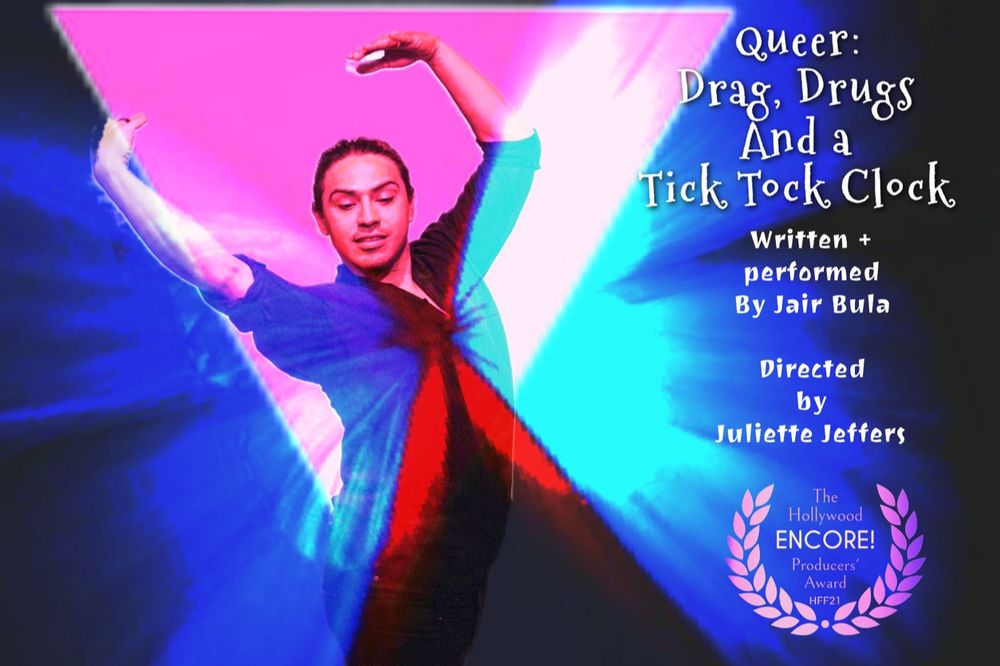 Queer:
Drag, Drugs
And a
Tick Tock Clock
Written +
performed
By Jair Bula
Directed
by
Juliette Jeffers
The
Hollywood
ENCORE!
Producers'
Award
HFF21